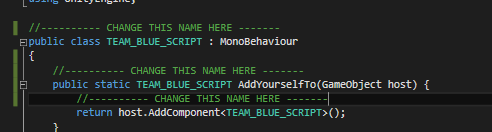 using UnityEngine;
//---------- CHANGE THIS NAME HERE -------
public class TEAM_BLUE_SCRIPT : MonoBehaviour
{
//---------- CHANGE THIS NAME HERE -------
public static TEAM_BLUE_SCRIPT AddYourselfTo(GameObject host) {
//---------- CHANGE THIS NAME HERE -------
return host.AddComponent<TEAM_BLUE_SCRIPT>();
}